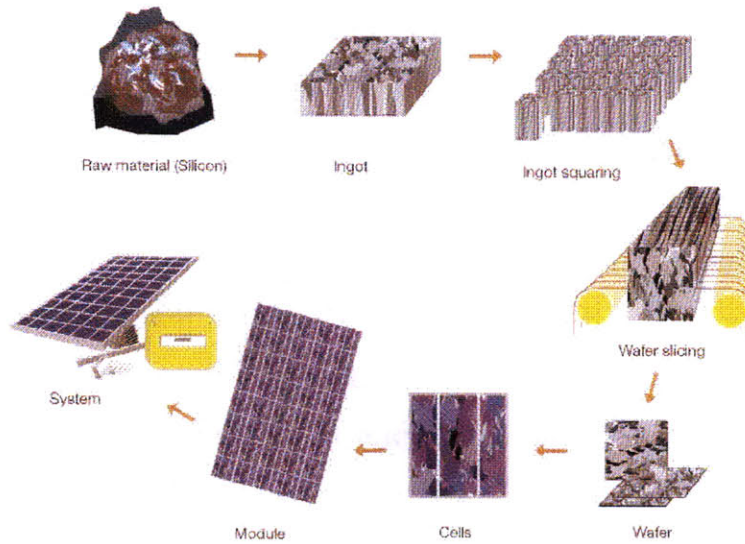 Raw material (Silicon)
Ingot
Ingot squaring
Wafer slicing
System
Module
Cells
Wafer